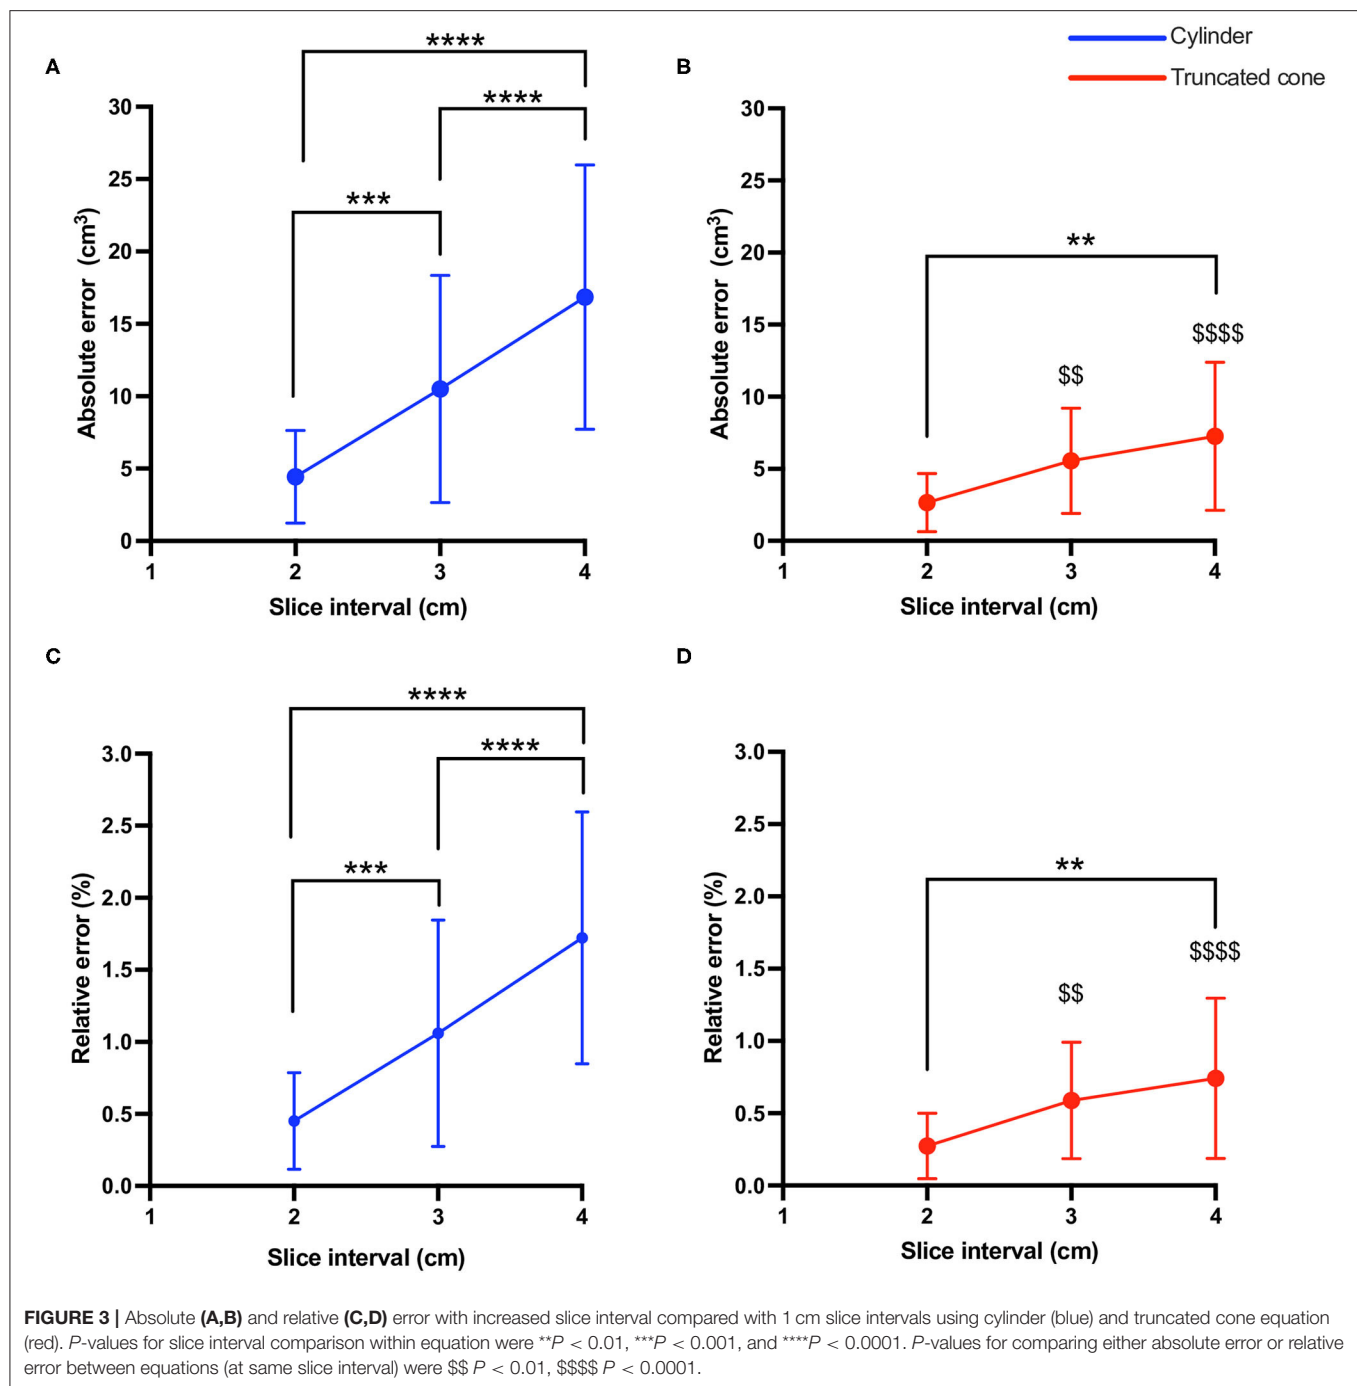 Cylinder
Truncated cone
A
****
****
***
30
25
20
15
10
5
0
1 2 3 4
Absolute error (cm³)
Slice interval (cm)
B
**
$$
$$$$
30
25
20
15
10
5
0
1 2 3 4
Absolute error (cm³)
Slice interval (cm)
C
****
****
***
3.0
2.5
2.0
1.5
1.0
0.5
0.0
1 2 3 4
Relative error (%)
Slice interval (cm)
D
**
$$
$$$$
3.0
2.5
2.0
1.5
1.0
0.5
0.0
1 2 3 4
Relative error (%)
Slice interval (cm)
FIGURE 3 | Absolute (A,B) and relative (C,D) error with increased slice interval compared with 1 cm slice intervals using cylinder (blue) and truncated cone equation
(red). P-values for slice interval comparison within equation were **P < 0.01, ***P < 0.001, and ****P < 0.0001. P-values for comparing either absolute error or relative
error between equations (at same slice interval) were $$ P < 0.01, $$$$ P < 0.0001.